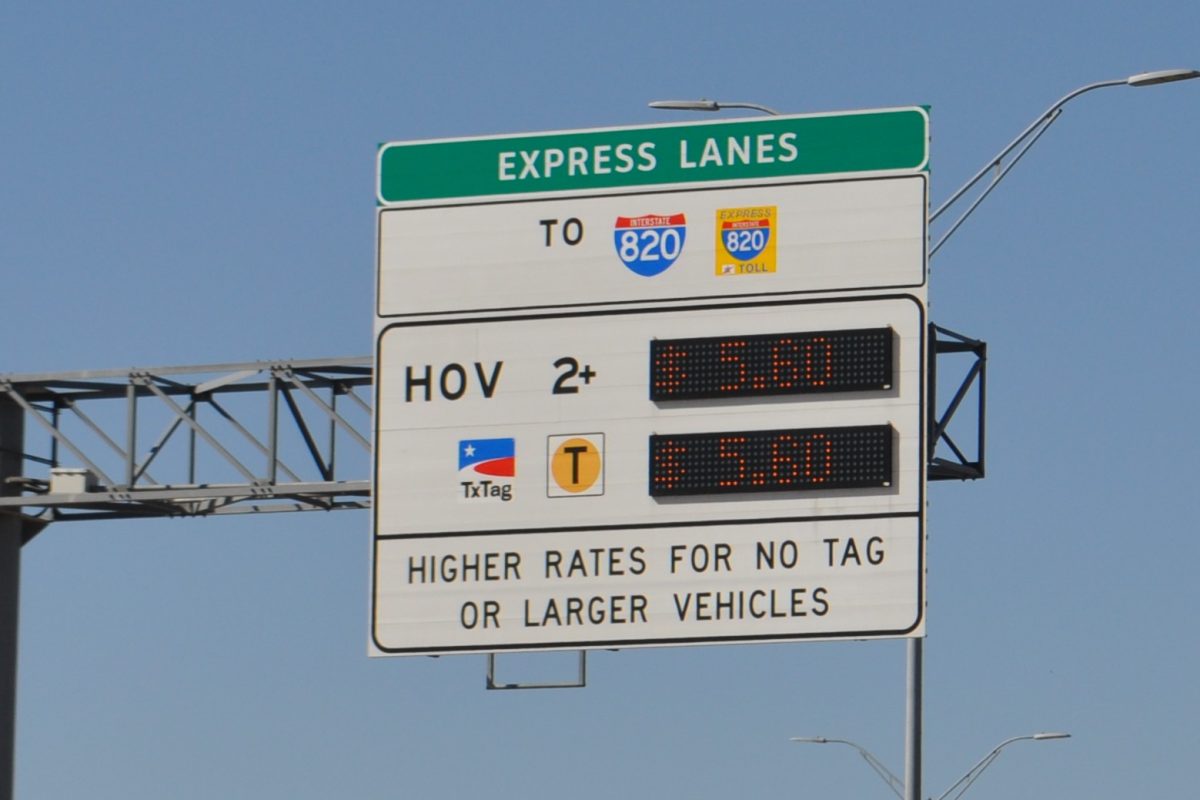 EXPRESS LANES
TO INTERSTATE 820 EXPRESS INTERSTATE 820 TOLL
HOV 2+ $ 5.60
TxTag T $ 5.60
HIGHER RATES FOR NO TAG
OR LARGER VEHICLES